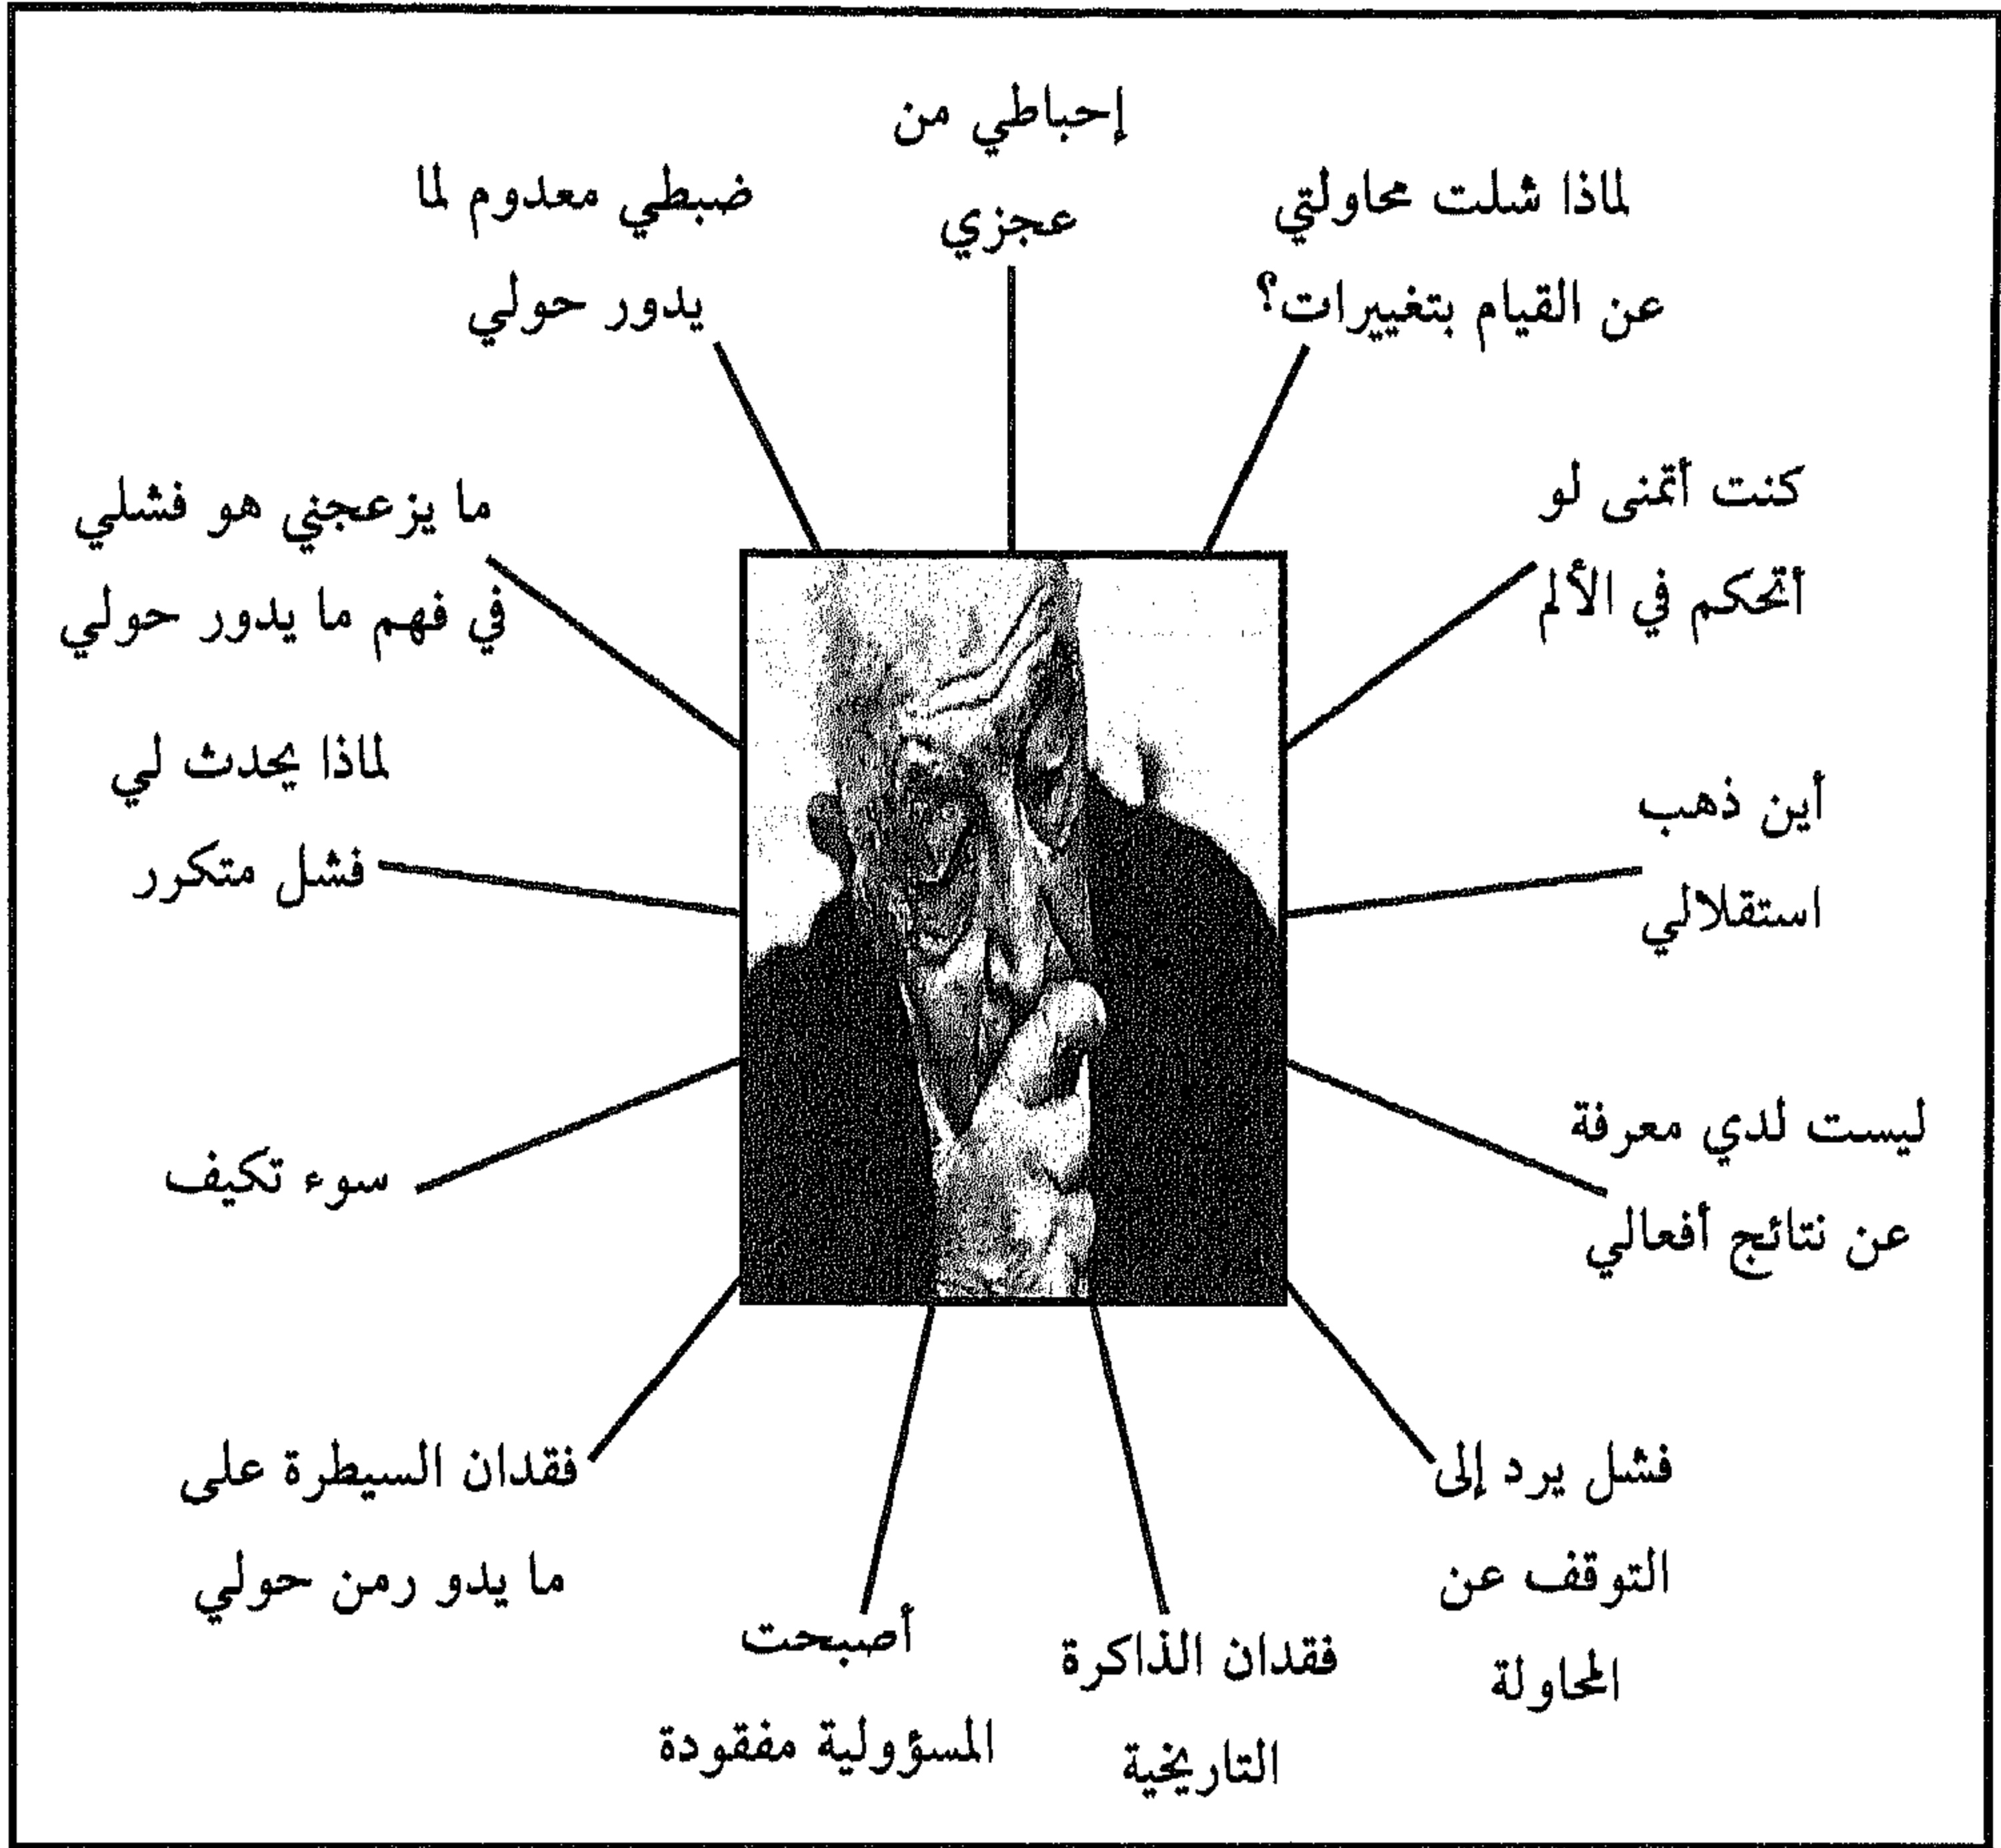 إحباطي من
عجزي
لماذا شلت محاولتي
عن القيام بتغييرات؟
كنت أتمنى لو
أتحكم في الألم
أين ذهب
استقلالي
ليست لدي معرفة
عن نتائج أفعالي
فشل يرد إلى
التوقف عن
المحاولة
فقدان الذاكرة
التاريخية
أصبحت
المسؤولية مفقودة
فقدان السيطرة على
ما يدو رمن حولي
سوء تكيف
لماذا يحدث لي
فشل متكرر
ما يزعجني هو فشلي
في فهم ما يدور حولي
ضبطي معدوم لما
يدور حولي